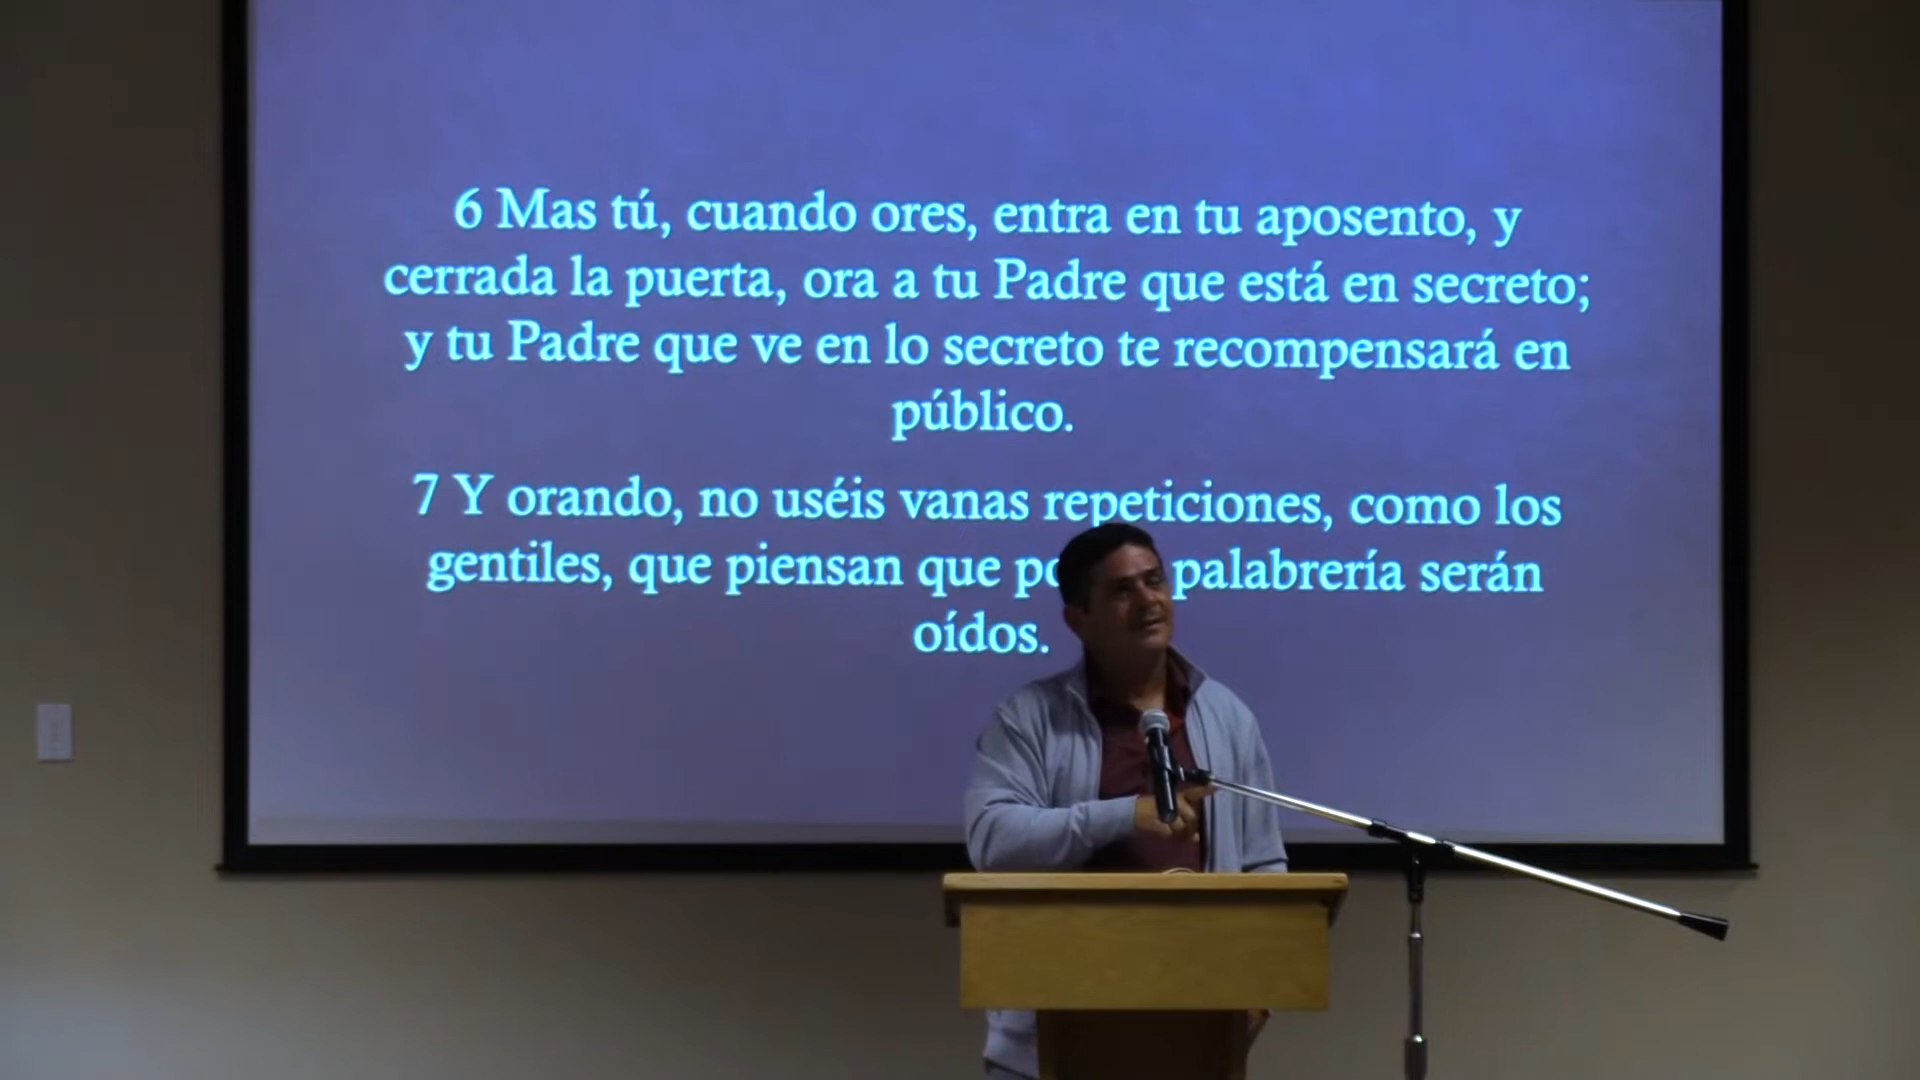 6 Mas tú, cuando ores, entra en tu aposento, y
cerrada la puerta, ora a tu Padre que está en secreto;
y tu Padre que ve en lo secreto te recompensará en
público.
7 Y orando, no uséis vanas repeticiones, como los
gentiles, que piensan que palabrería serán
oídos.